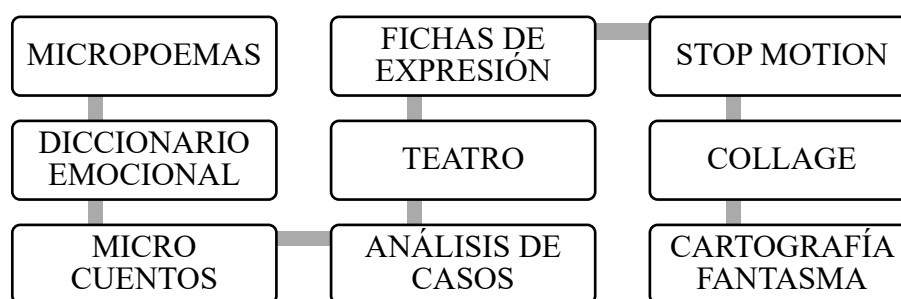 MICROPOEMAS
DICCIONARIO
EMOCIONAL
MICRO
CUENTOS
ANÁLISIS DE
CASOS
TEATRO
FICHAS DE
EXPRESIÓN
STOP MOTION
COLLAGE
CARTOGRAFÍA
FANTASMA